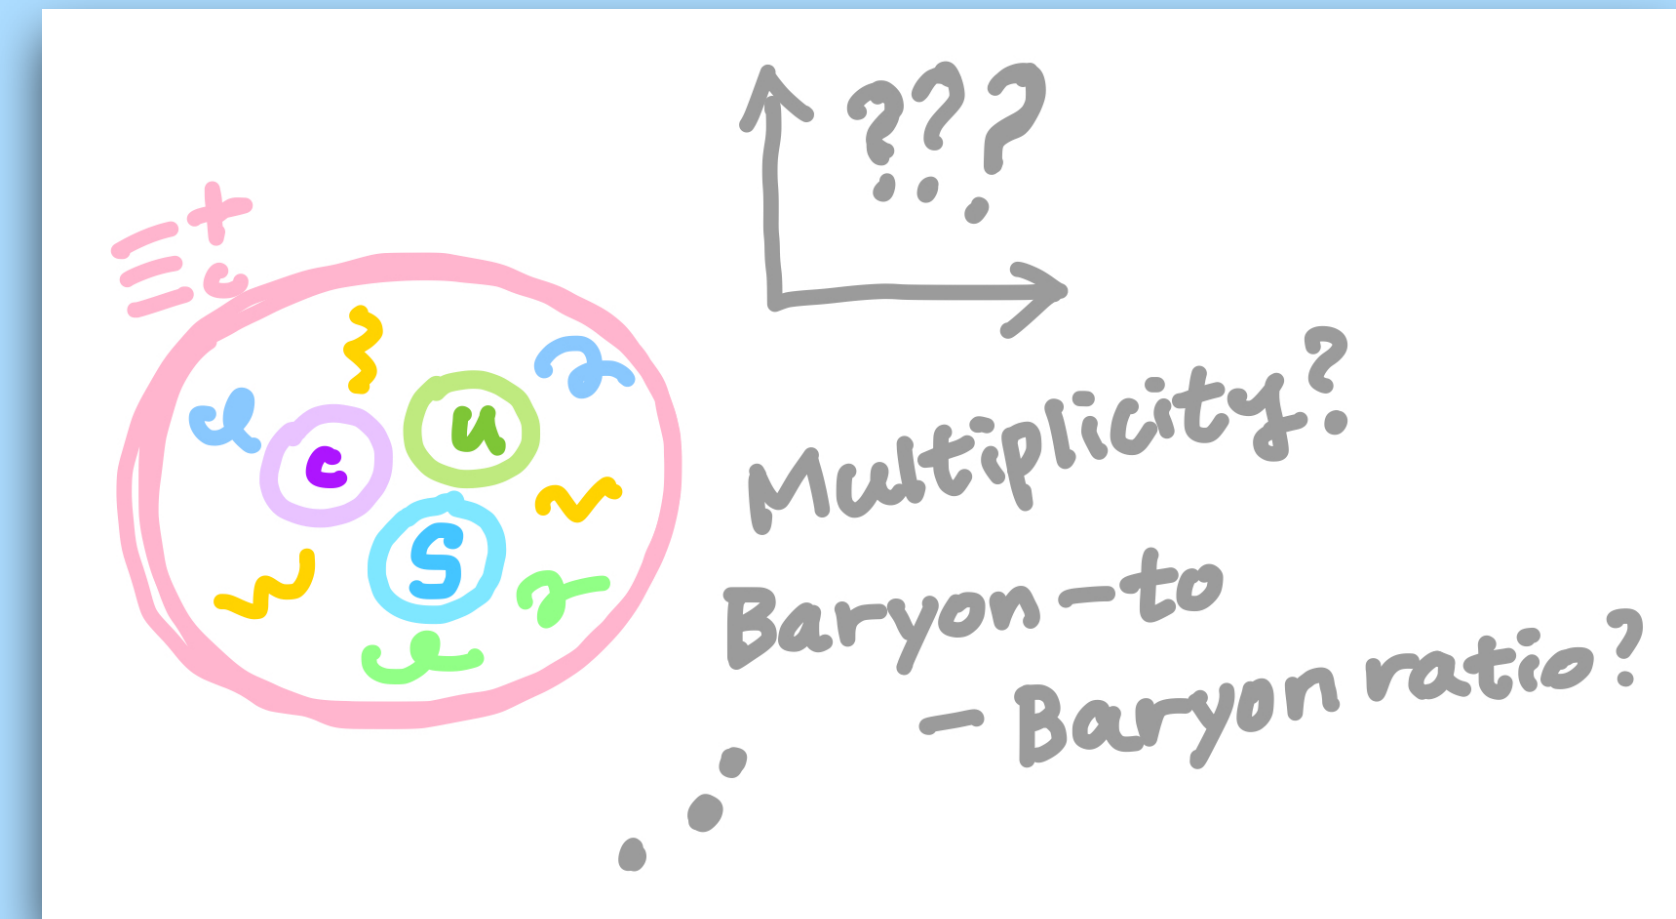 ???
Ξc+
c
u
s
Multiplicity?
Baryon-to
-Baryon ratio?